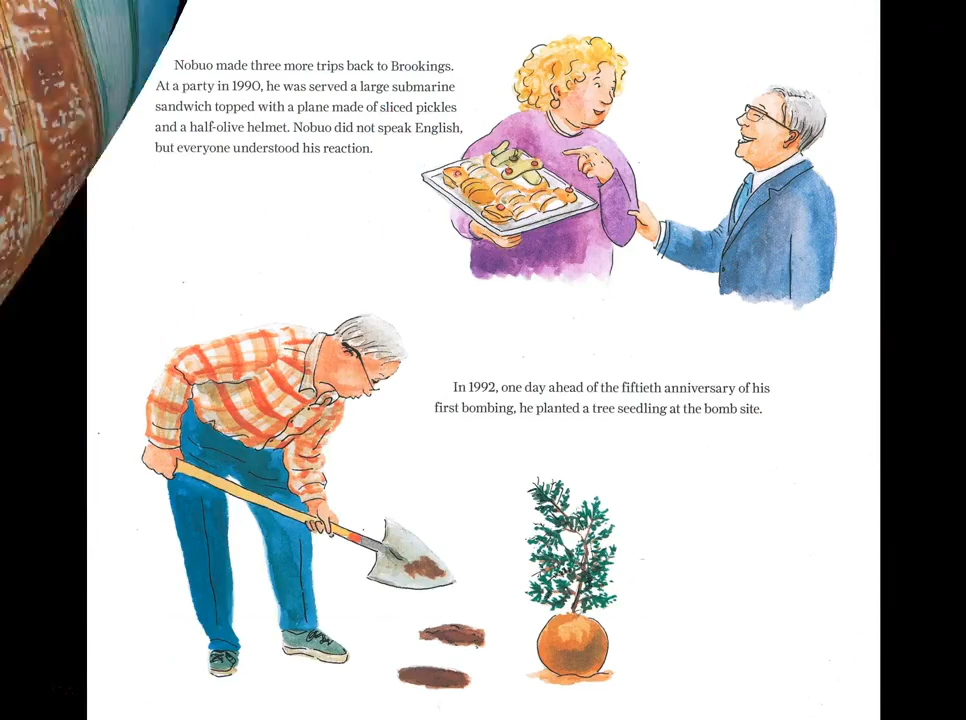 Nobuo made three more trips back to Brookings.
At a party in 1990, he was served a large submarine
sandwich topped with a plane made of sliced pickles
and a half-olive helmet. Nobuo did not speak English,
but everyone understood his reaction.
In 1992, one day ahead of the fiftieth anniversary of his
first bombing, he planted a tree seedling at the bomb site.